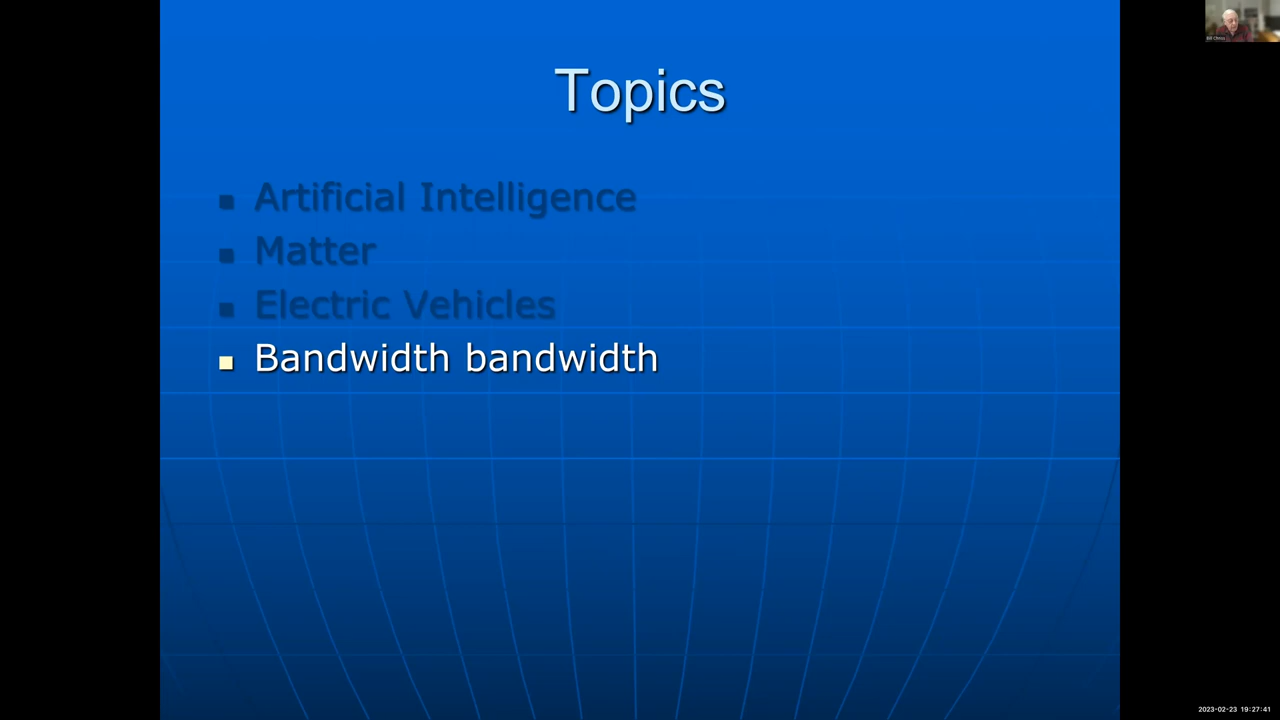 Topics
Artificial Intelligence
Matter
Electric Vehicles
Bandwidth bandwidth
2023-02-23 19:27:41